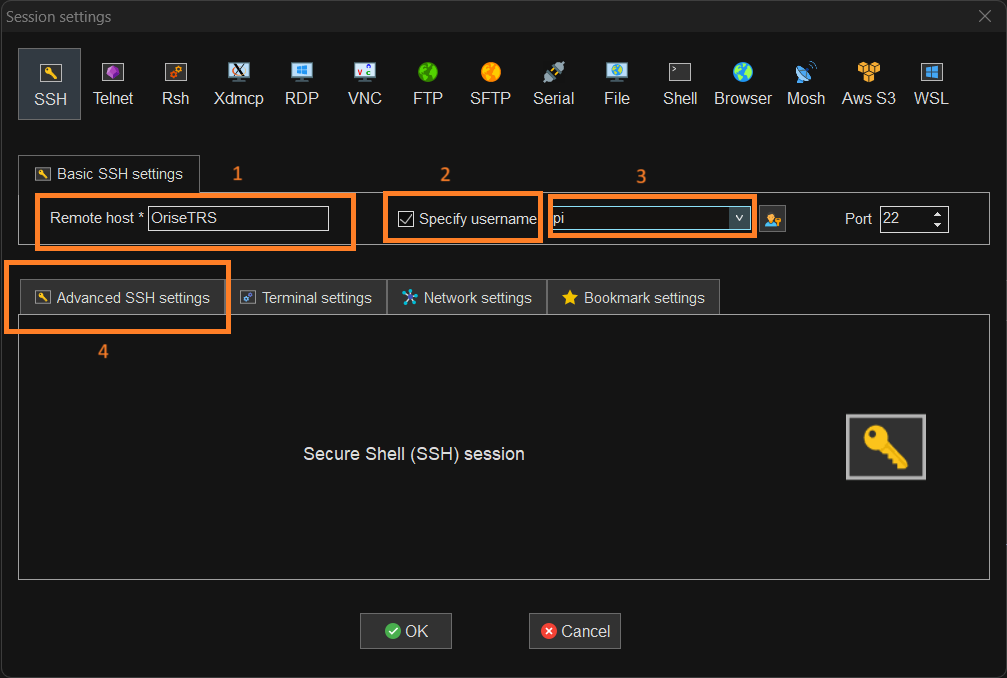 Session settings
SSH Telnet Rsh Xdmcp RDP VNC FTP SFTP Serial File Shell Browser Mosh Aws S3 WSL
Basic SSH settings 1 2 3
Remote host * OriseTRS Specify username pi Port 22
Advanced SSH settings Terminal settings Network settings Bookmark settings
4
Secure Shell (SSH) session
OK Cancel